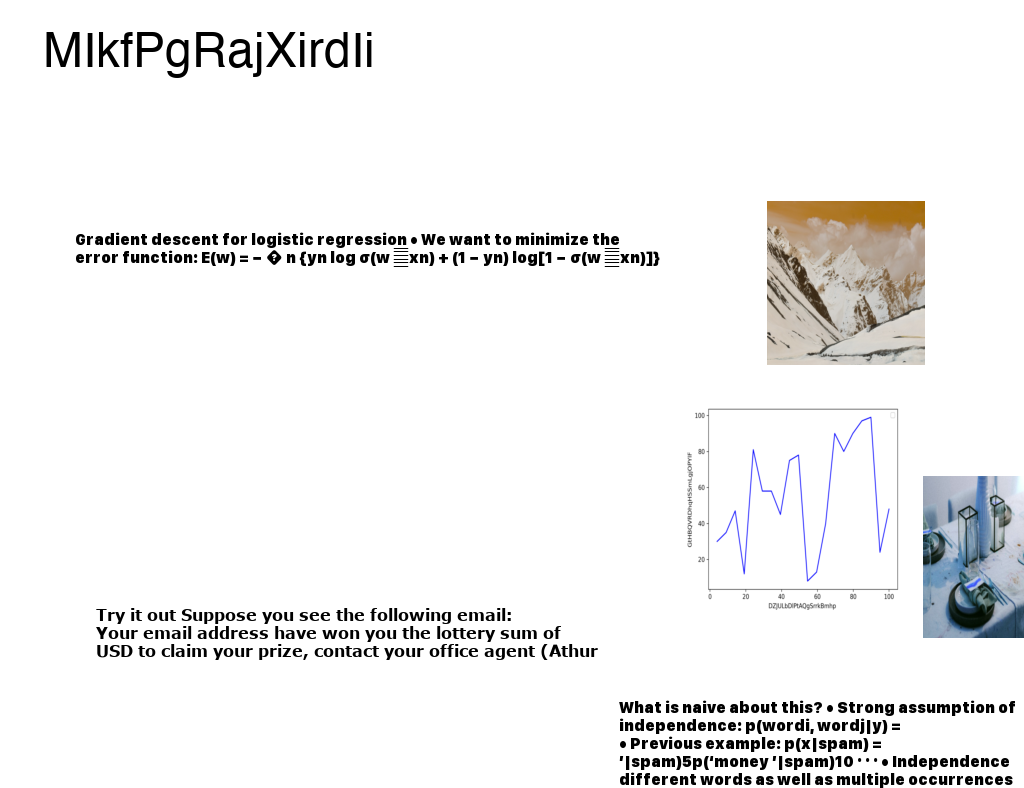 MIkfPgRajXirdIi
Gradient descent for logistic regression • We want to minimize the
error function: E(w) = − � n {yn log σ(w xn) + (1 − yn) log[1 − σ(w xn)]}
100
80
60
40
20
0 20 40 60 80 100
DZJULbDIPtAQgSrrkBmhp
Try it out Suppose you see the following email:
Your email address have won you the lottery sum of
USD to claim your prize, contact your office agent (Athur
What is naive about this? • Strong assumption of
independence: p(wordi, wordj|y) =
• Previous example: p(x|spam) =
’|spam)5p(‘money ’|spam)10 · · · • Independence
different words as well as multiple occurrences